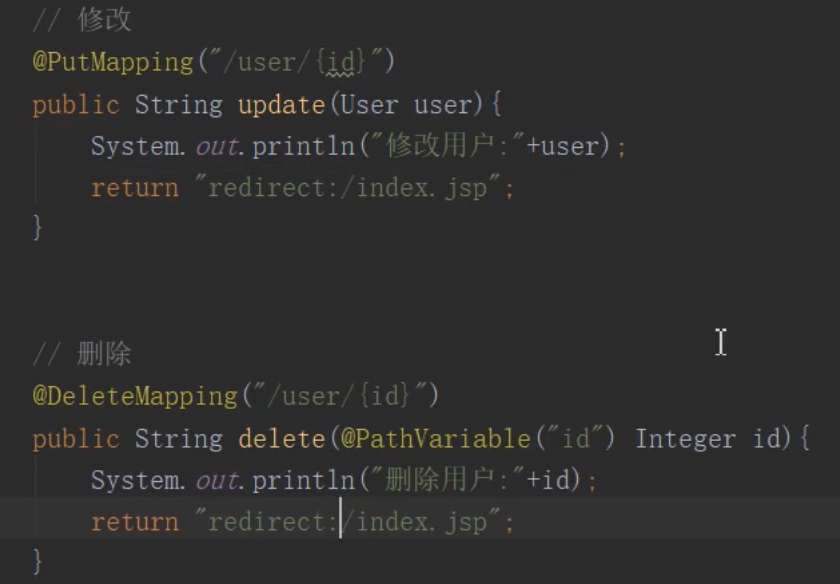 // 修改
@PutMapping("/user/{id}")
public String update(User user){
System.out.println("修改用户:"+user);
return "redirect:/index.jsp";
}
// 删除
@DeleteMapping("/user/{id}")
public String delete(@PathVariable("id") Integer id){
System.out.println("删除用户:"+id);
return "redirect:/index.jsp";
}